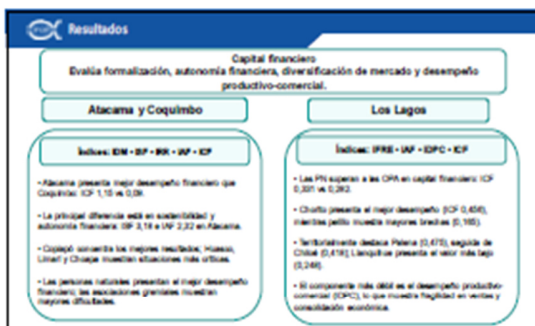 Resultados
Capital financiero
Evalúa formalización, autonomía financiera, diversificación de mercado y desempeño
productivo-comercial.
Atacama y Coquimbo
Índices: IDM • ISF • IRR • IAF • ICF
• Atacama presenta mejor desempeño financiero que
Coquimbo: ICF 1,10 vs 0,09.
• La principal diferencia está en sostenibilidad y
autonomía financiera: ISF 3,18 e IAF 2,22 en Atacama.
• Copiapó concentra los mejores resultados; Huasco,
Limarí y Choapa muestran situaciones más críticas.
• Las personas naturales presentan el mejor desempeño
financiero; las asociaciones gremiales muestran
mayores dificultades.
Los Lagos
Índices: IFRE • IAF • IDPC • ICF
• Las PN superan a las OPA en capital financiero: ICF
0,331 vs 0,262.
• Chorito presenta el mejor desempeño (ICF 0,456),
mientras pelillo muestra mayores brechas (0,165).
• Territorialmente destaca Palena (0,475), seguida de
Chiloé (0,418); Llanquihue presenta el valor más bajo
(0,248).
• El componente más débil es el desempeño productivo-
comercial (IDPC), lo que muestra fragilidad en ventas y
consolidación económica.